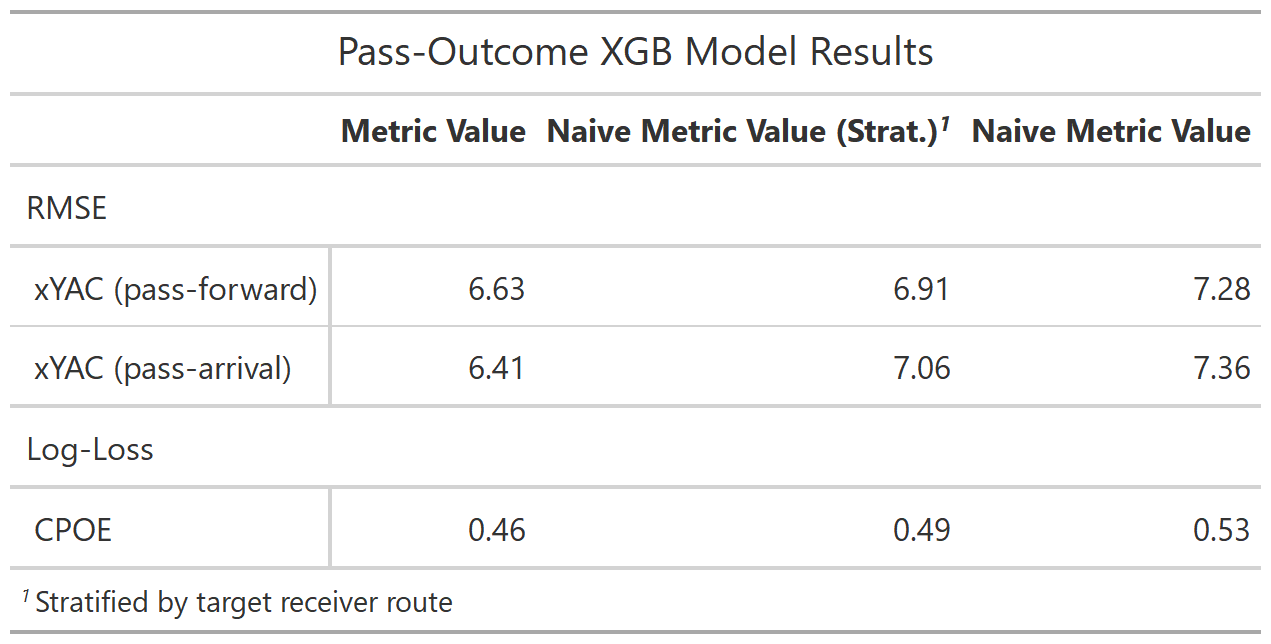 Pass-Outcome XGB Model Results
Metric Value Naive Metric Value (Strat.)¹ Naive Metric Value
RMSE
xYAC (pass-forward) 6.63 6.91 7.28
xYAC (pass-arrival) 6.41 7.06 7.36
Log-Loss
CPOE 0.46 0.49 0.53
¹ Stratified by target receiver route